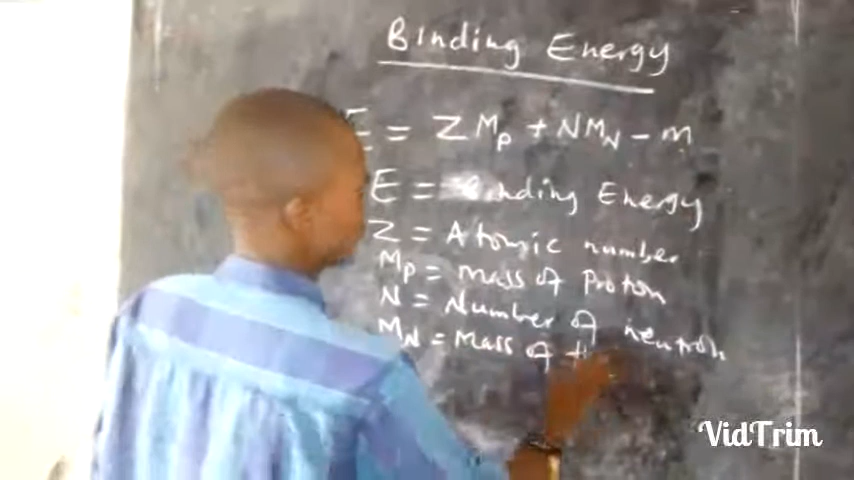 Binding Energy
E = ZMp + NMN - m
E = Binding Energy
Z = Atomic number
Mp = mass of Proton
N = Number of neutron
MN = Mass of
VidTrim